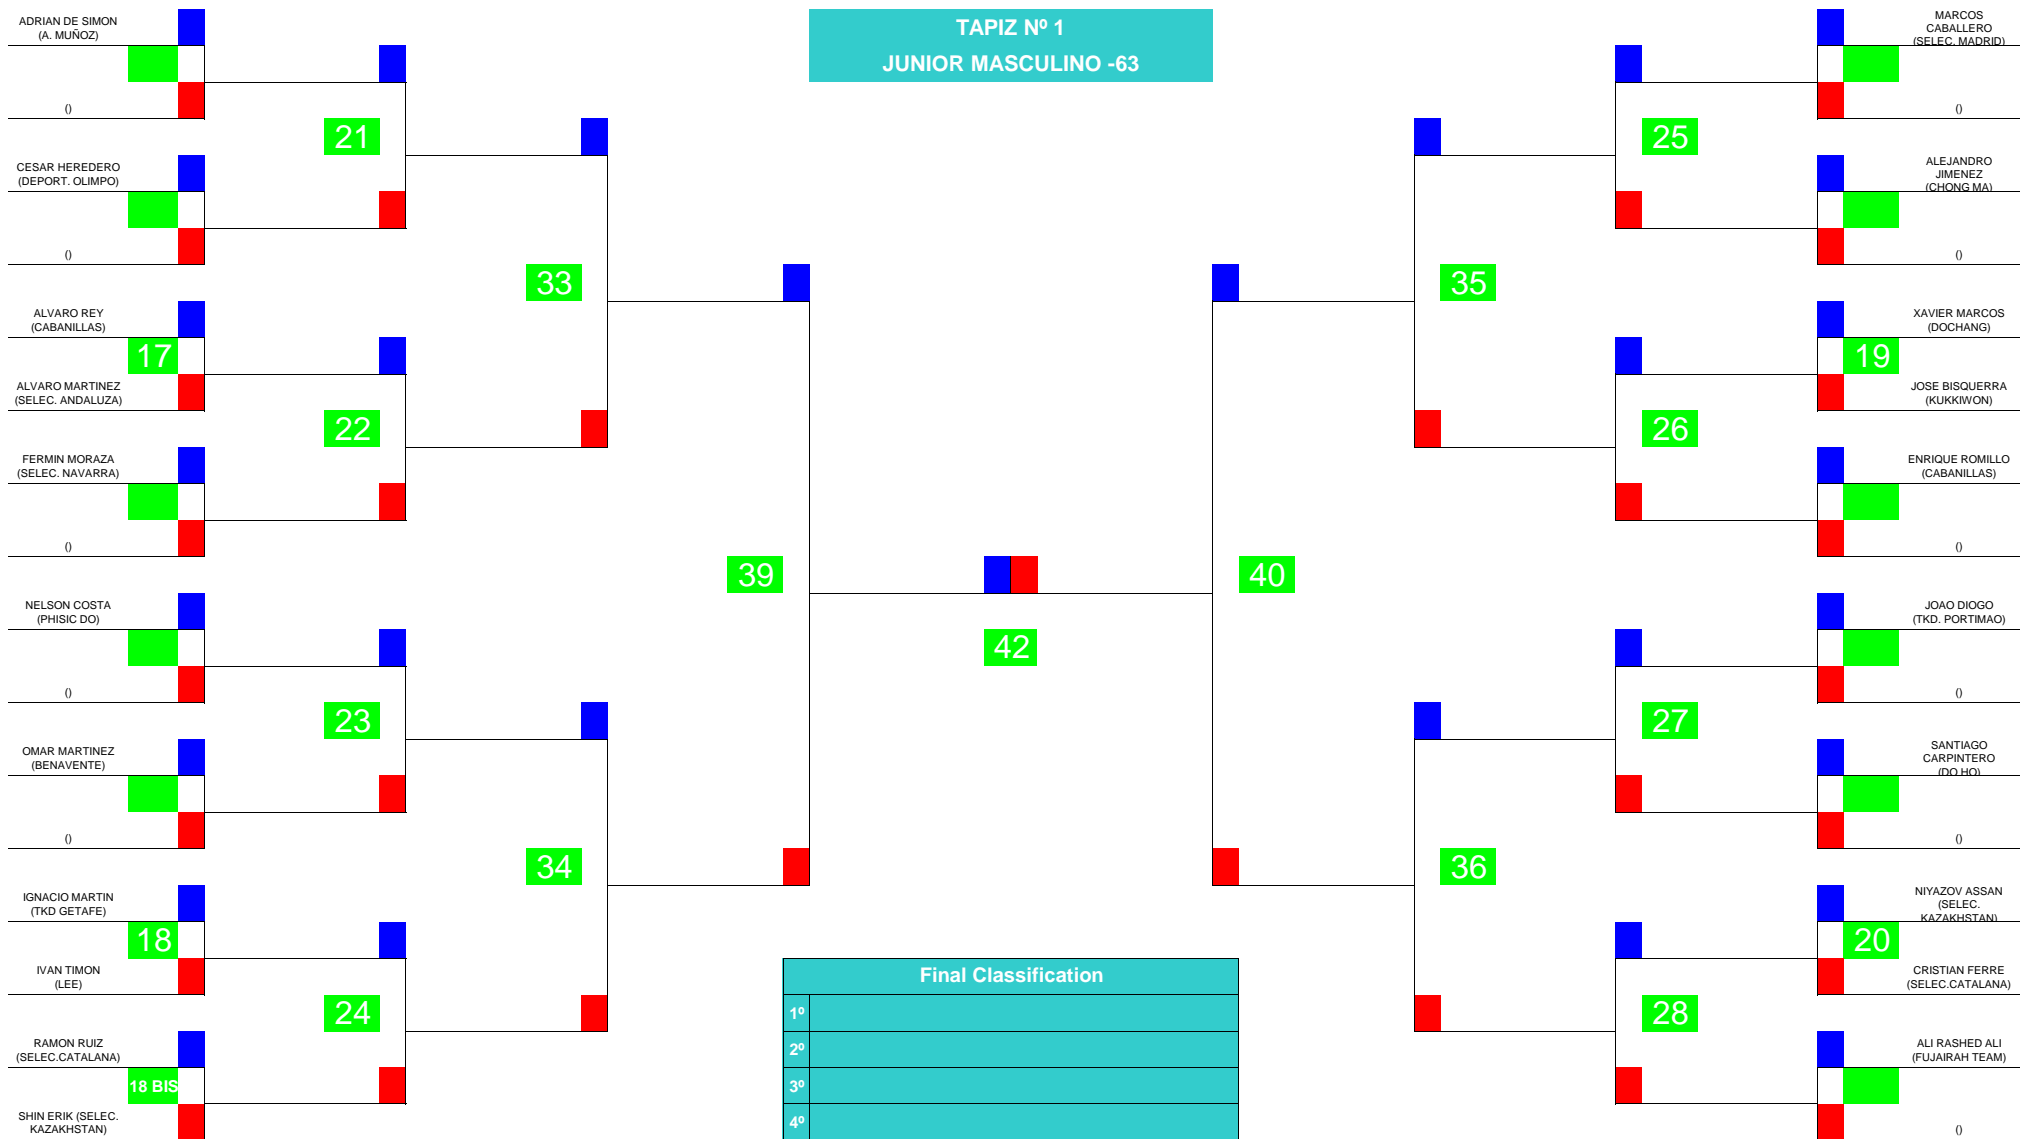 TAPIZ Nº 1
JUNIOR MASCULINO -63
ADRIAN DE SIMON
(A. MUÑOZ)
()
21
CESAR HEREDERO
(DEPORT. OLIMPO)
()
33
ALVARO REY
(CABANILLAS)
17
ALVARO MARTINEZ
(SELEC. ANDALUZA)
22
FERMIN MORAZA
(SELEC. NAVARRA)
()
39
NELSON COSTA
(PHISIC DO)
()
23
OMAR MARTINEZ
(BENAVENTE)
()
34
IGNACIO MARTIN
(TKD GETAFE)
18
IVAN TIMON
(LEE)
24
RAMON RUIZ
(SELEC.CATALANA)
18 BIS
SHIN ERIK (SELEC.
KAZAKHSTAN)
42
MARCOS
CABALLERO
(SELEC. MADRID)
()
25
ALEJANDRO
JIMENEZ
(CHONG MA)
()
35
XAVIER MARCOS
(DOCHANG)
19
JOSE BISQUERRA
(KUKKIWON)
26
ENRIQUE ROMILLO
(CABANILLAS)
()
40
JOAO DIOGO
(TKD. PORTIMAO)
()
27
SANTIAGO
CARPINTERO
(DO HO)
()
36
NIYAZOV ASSAN
(SELEC.
KAZAKHSTAN)
20
CRISTIAN FERRE
(SELEC.CATALANA)
28
ALI RASHED ALI
(FUJAIRAH TEAM)
()
Final Classification
1º
2º
3º
4º